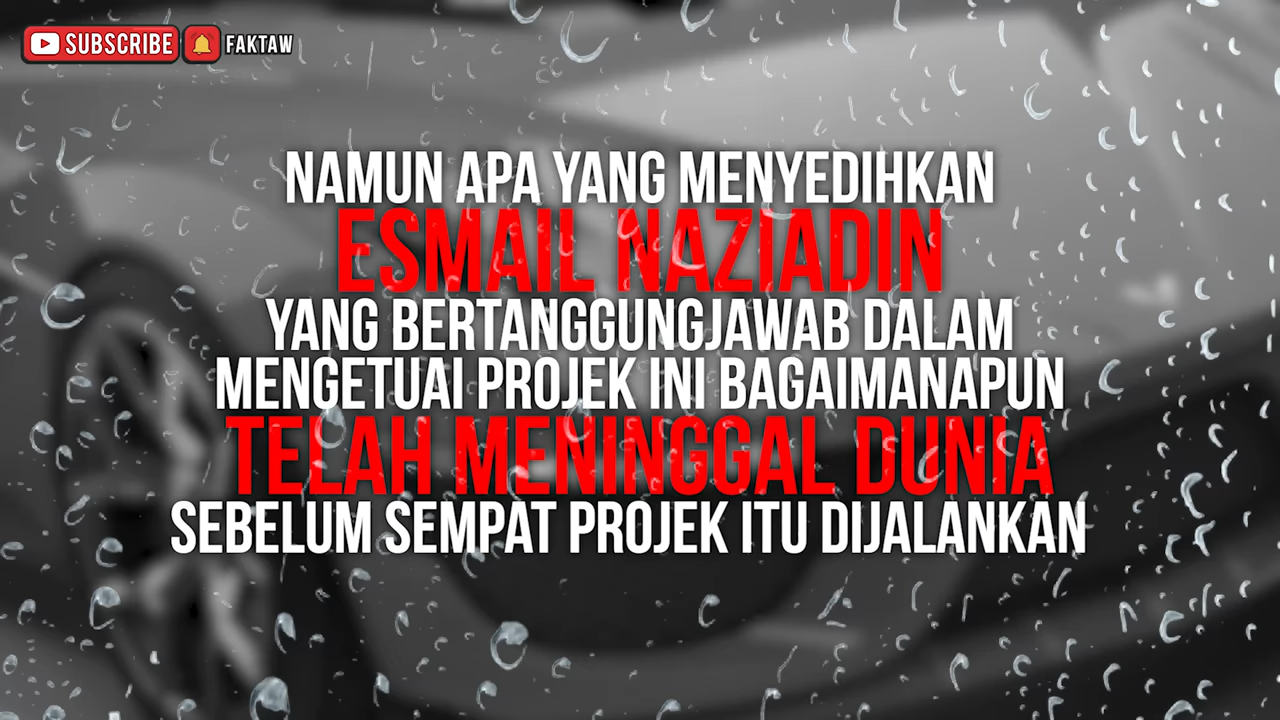 SUBSCRIBE FAKTAW
NAMUN APA YANG MENYEDIHKAN
ESMAIL NAZIADIN
YANG BERTANGGUNGJAWAB DALAM
MENGETUAI PROJEK INI BAGAIMANAPUN
TELAH MENINGGAL DUNIA
SEBELUM SEMPAT PROJEK ITU DIJALANKAN